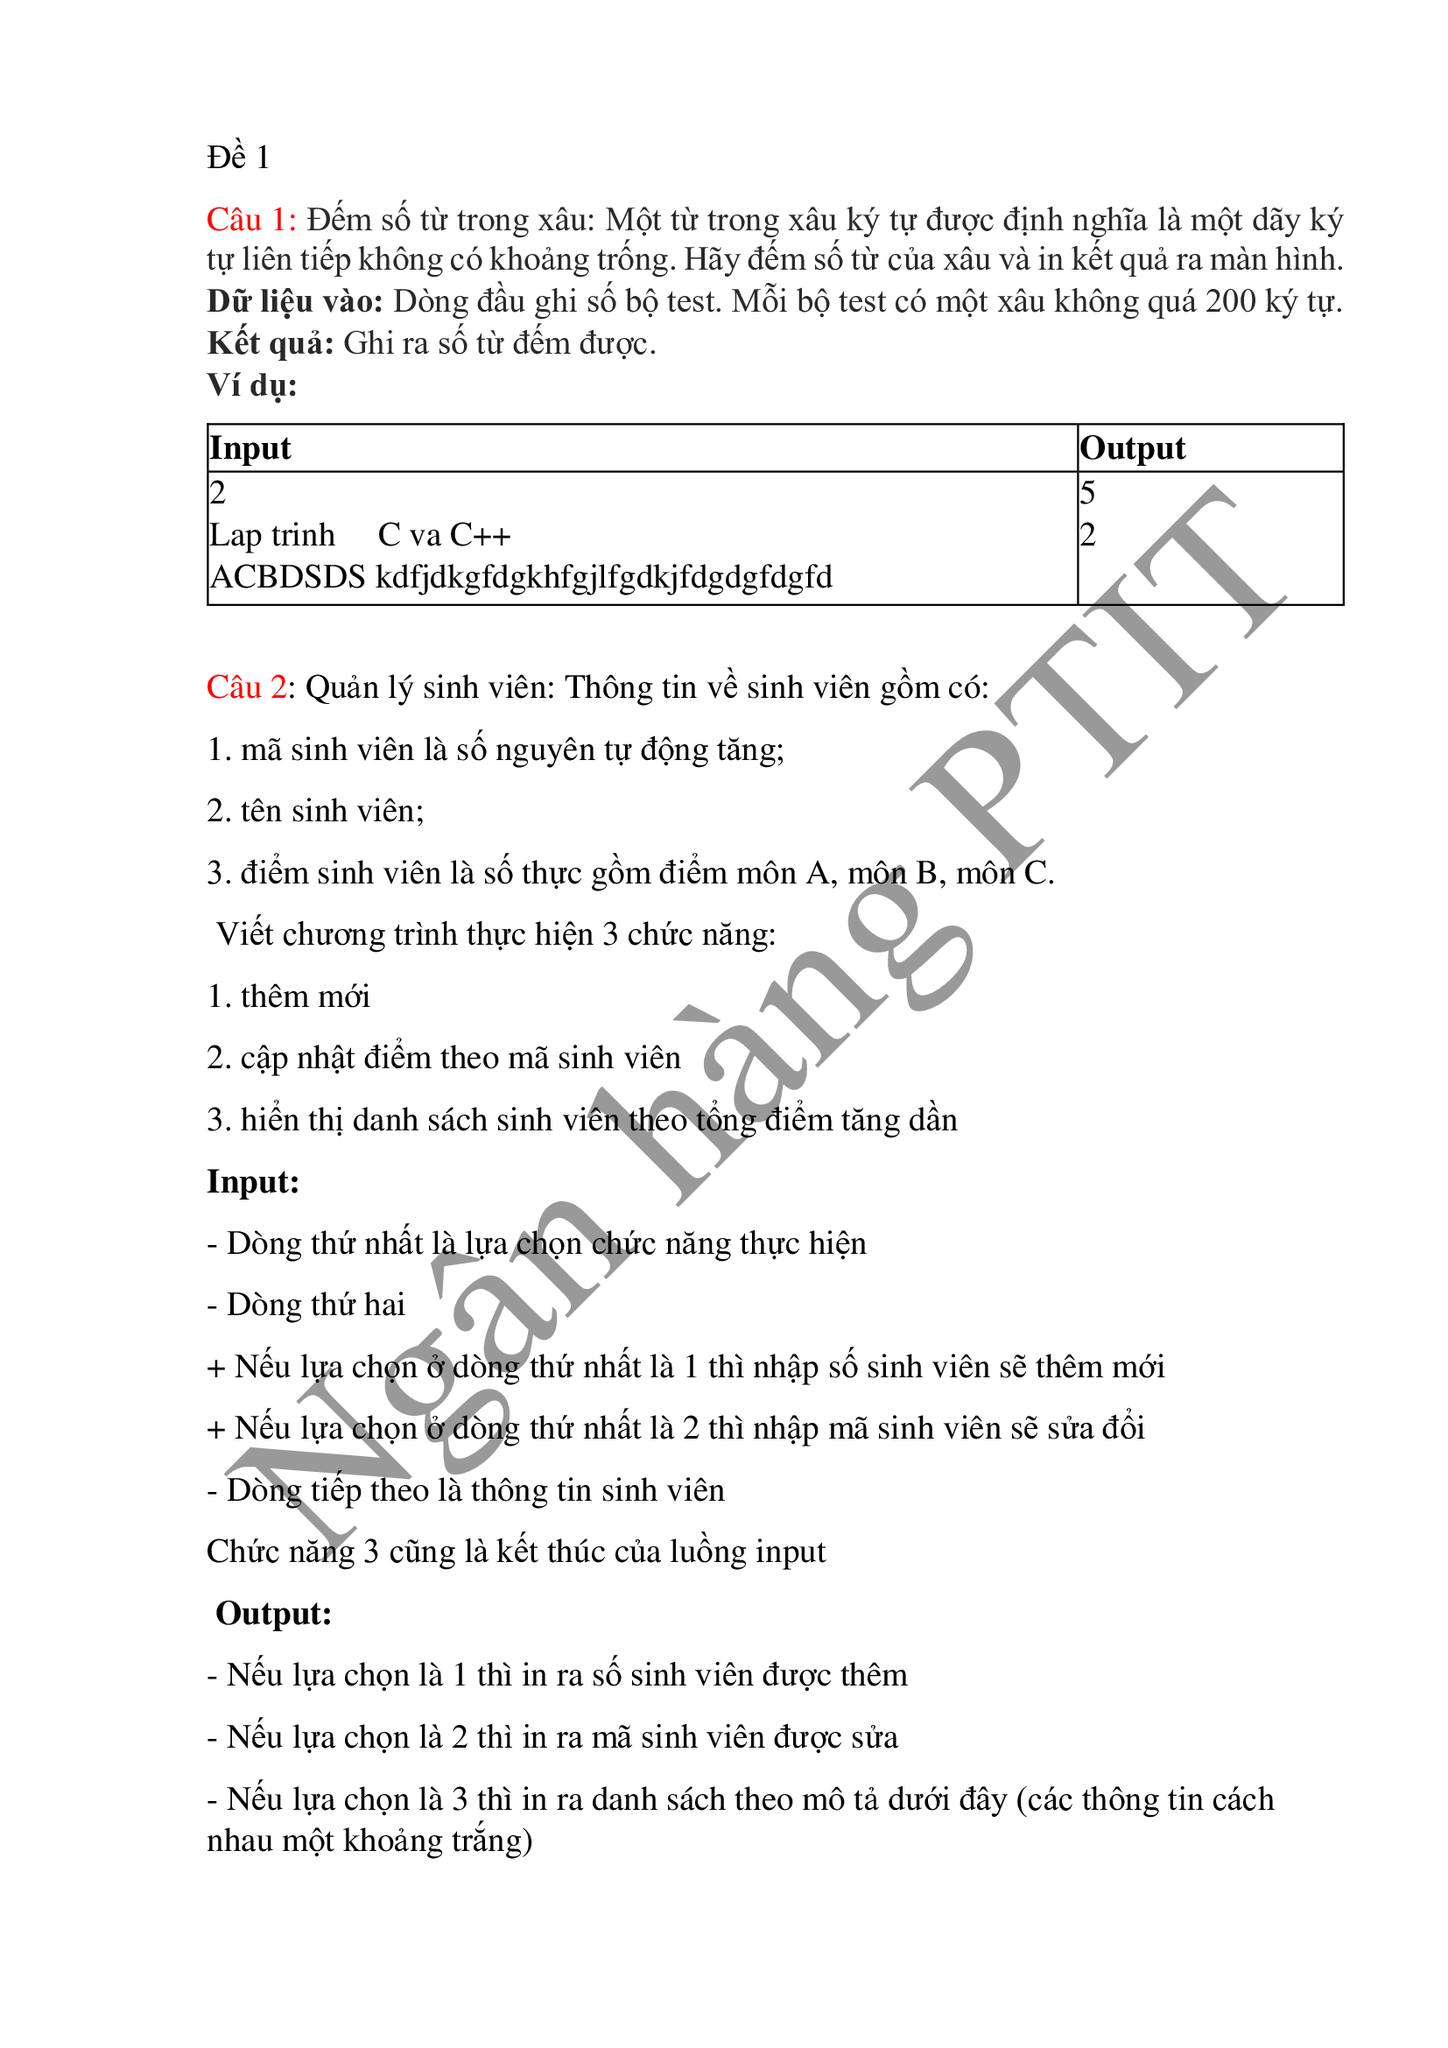 Đề 1
Câu 1: Đếm số từ trong xâu: Một từ trong xâu ký tự được định nghĩa là một dãy ký
tự liên tiếp không có khoảng trống. Hãy đếm số từ của xâu và in kết quả ra màn hình.
Dữ liệu vào: Dòng đầu ghi số bộ test. Mỗi bộ test có một xâu không quá 200 ký tự.
Kết quả: Ghi ra số từ đếm được.
Ví dụ:
Input Output
2 5
Lap trinh     C va C++ 2
ACBDSDS kdfjdkgfdgkhfgjlfgdkjfdgdgfdgfd
Câu 2: Quản lý sinh viên: Thông tin về sinh viên gồm có:
1. mã sinh viên là số nguyên tự động tăng;
2. tên sinh viên;
3. điểm sinh viên là số thực gồm điểm môn A, môn B, môn C.
Viết chương trình thực hiện 3 chức năng:
1. thêm mới
2. cập nhật điểm theo mã sinh viên
3. hiển thị danh sách sinh viên theo tổng điểm tăng dần
Input:
- Dòng thứ nhất là lựa chọn chức năng thực hiện
- Dòng thứ hai
+ Nếu lựa chọn ở dòng thứ nhất là 1 thì nhập số sinh viên sẽ thêm mới
+ Nếu lựa chọn ở dòng thứ nhất là 2 thì nhập mã sinh viên sẽ sửa đổi
- Dòng tiếp theo là thông tin sinh viên
Chức năng 3 cũng là kết thúc của luồng input
Output:
- Nếu lựa chọn là 1 thì in ra số sinh viên được thêm
- Nếu lựa chọn là 2 thì in ra mã sinh viên được sửa
- Nếu lựa chọn là 3 thì in ra danh sách theo mô tả dưới đây (các thông tin cách
nhau một khoảng trắng)
Ngân hàng PTIT